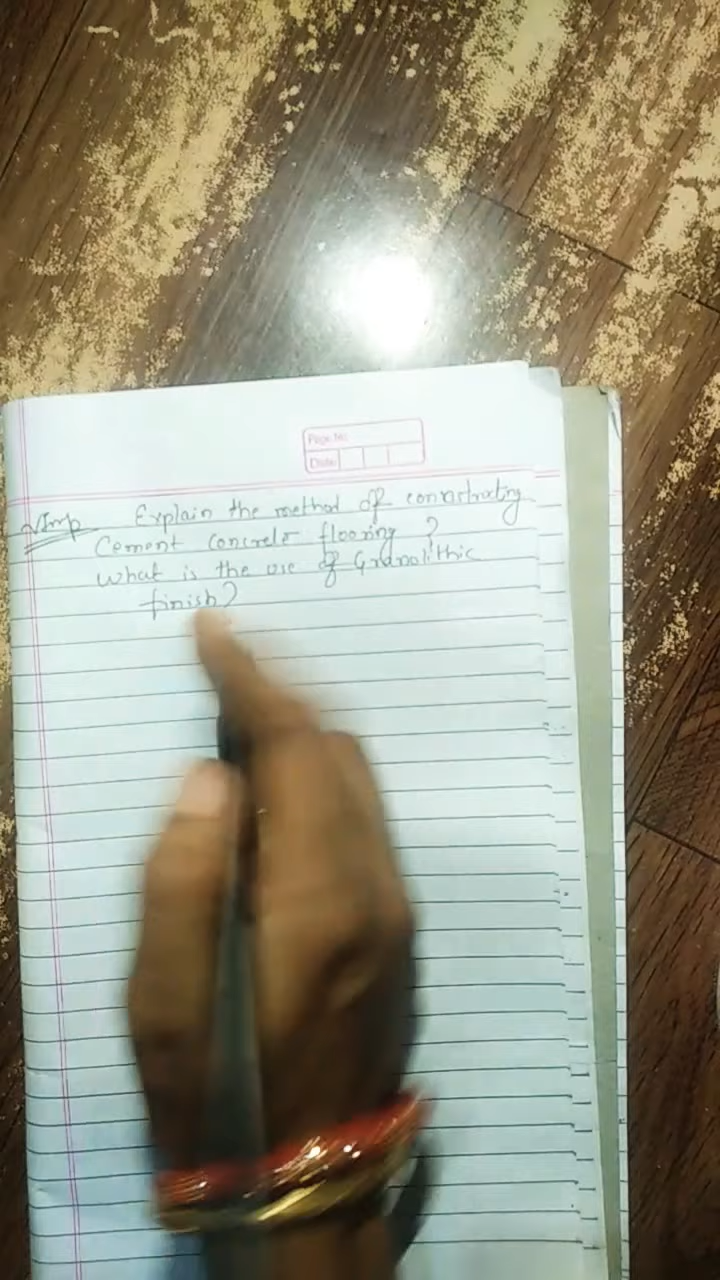 Page No.
Date:
Imp Explain the method of constructing
Cement concrete flooring ?
What is the use of Granolithic
finish?